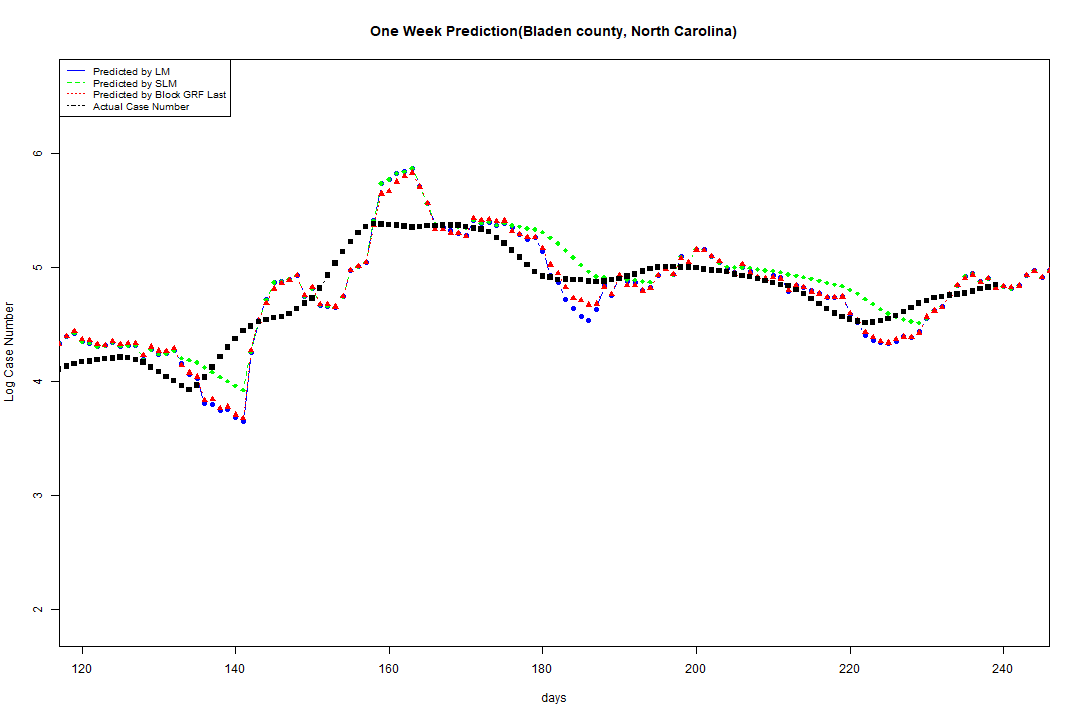 One Week Prediction(Bladen county, North Carolina)
Predicted by LM
Predicted by SLM
Predicted by Block GRF Last
Actual Case Number
6
5
4
3
2
Log Case Number
120 140 160 180 200 220 240
days